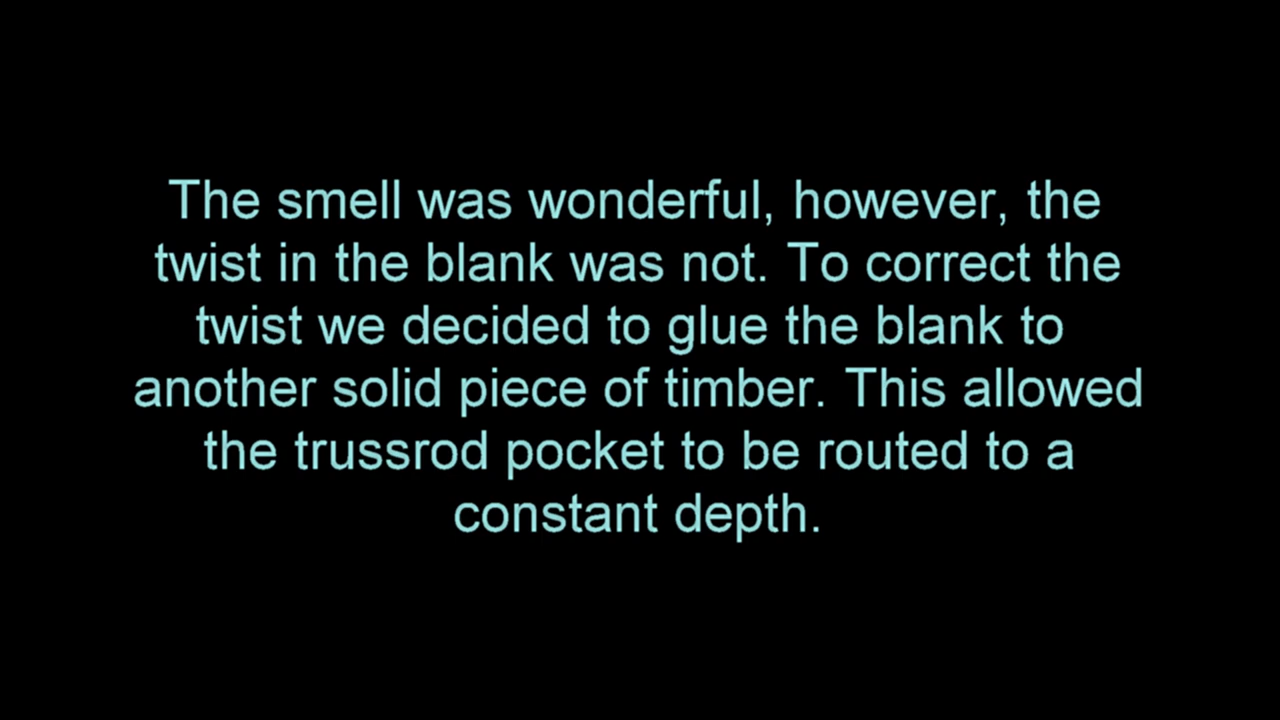 The smell was wonderful, however, the
twist in the blank was not. To correct the
twist we decided to glue the blank to
another solid piece of timber. This allowed
the trussrod pocket to be routed to a
constant depth.